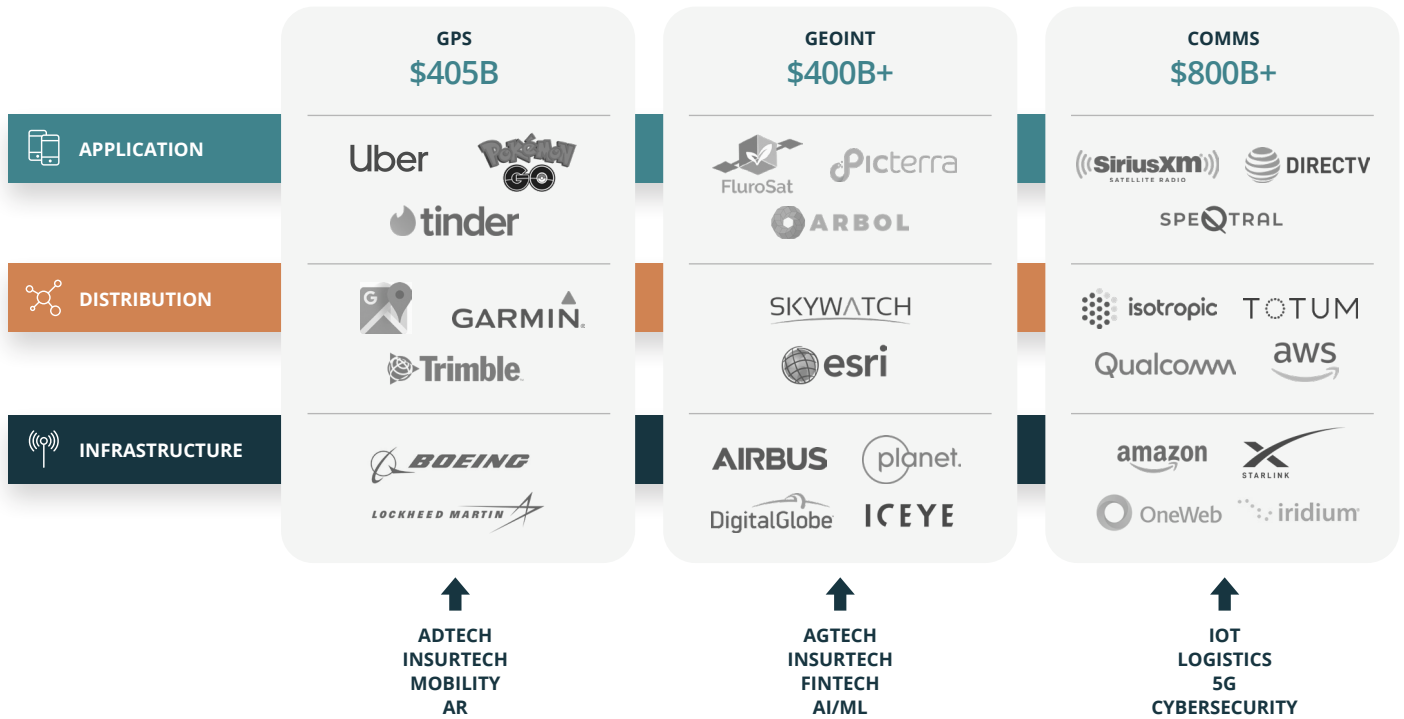 GPS
$405B
GEOINT
$400B+
COMMS
$800B+
APPLICATION
Uber
POKÉMON
GO
tinder
FluroSat
Picterra
ARBOL
SiriusXM
SATELLITE RADIO
DIRECTV
SPEQTRAL
DISTRIBUTION
G
GARMIN
Trimble
SKYWATCH
esri
isotropic
TOTUM
Qualcomm
aws
INFRASTRUCTURE
BOEING
LOCKHEED MARTIN
AIRBUS
planet.
DigitalGlobe
ICEYE
amazon
STARLINK
OneWeb
iridium
ADTECH
INSURTECH
MOBILITY
AR
AGTECH
INSURTECH
FINTECH
AI/ML
IOT
LOGISTICS
5G
CYBERSECURITY